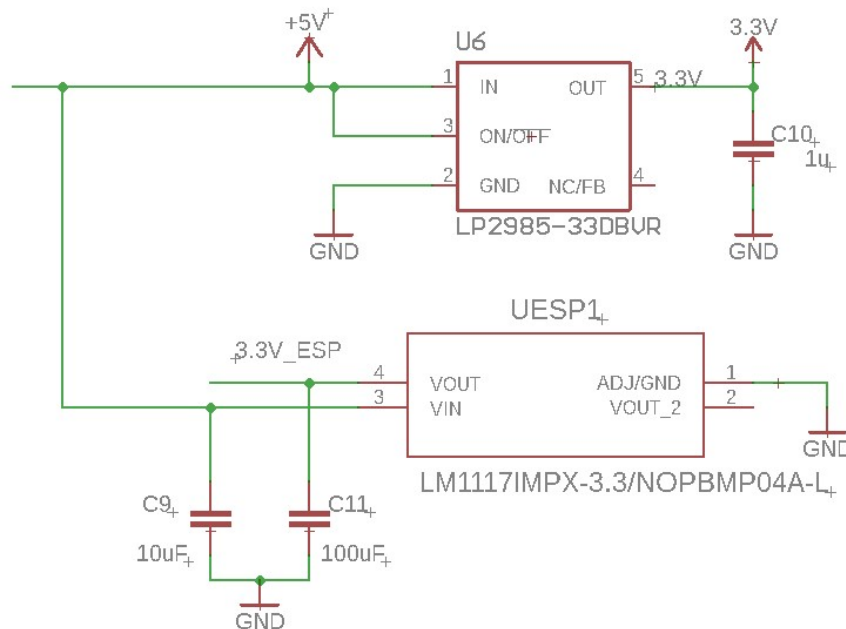 +5V
U6
3.3V
1 IN OUT 5 3.3V
3 ON/OFF
C10
1u
2 GND NC/FB 4
LP2985-33DBVR
GND
GND
UESP1
3.3V_ESP
4 VOUT ADJ/GND 1
3 VIN VOUT_2 2
GND
LM1117IMPX-3.3/NOPBMP04A-L
C9
C11
10uF
100uF
GND